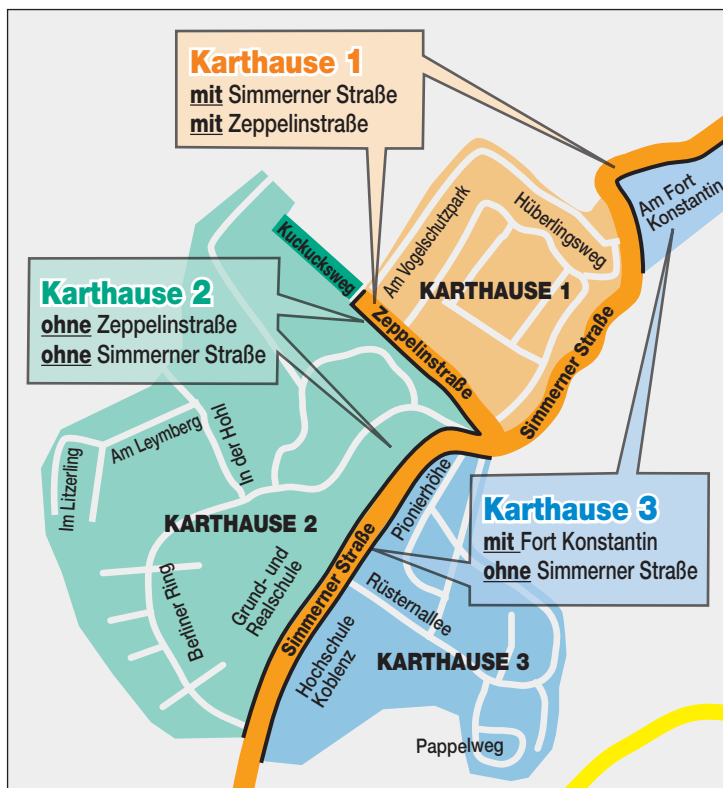 Karthause 1
mit Simmerner Straße
mit Zeppelinstraße
Am Fort
Konstantin
Hüberlingsweg
Am Vogelschutzpark
Kuckucksweg
KARTHAUSE 1
Karthause 2
ohne Zeppelinstraße
ohne Simmerner Straße
Zeppelinstraße
Simmerner Straße
In der Hohl
Am Leymberg
Im Litzerling
Pionierhöhe
Karthause 3
mit Fort Konstantin
ohne Simmerner Straße
KARTHAUSE 2
Grund- und
Realschule
Berliner Ring
Simmerner Straße
Rüsternallee
Hochschule
Koblenz
KARTHAUSE 3
Pappelweg